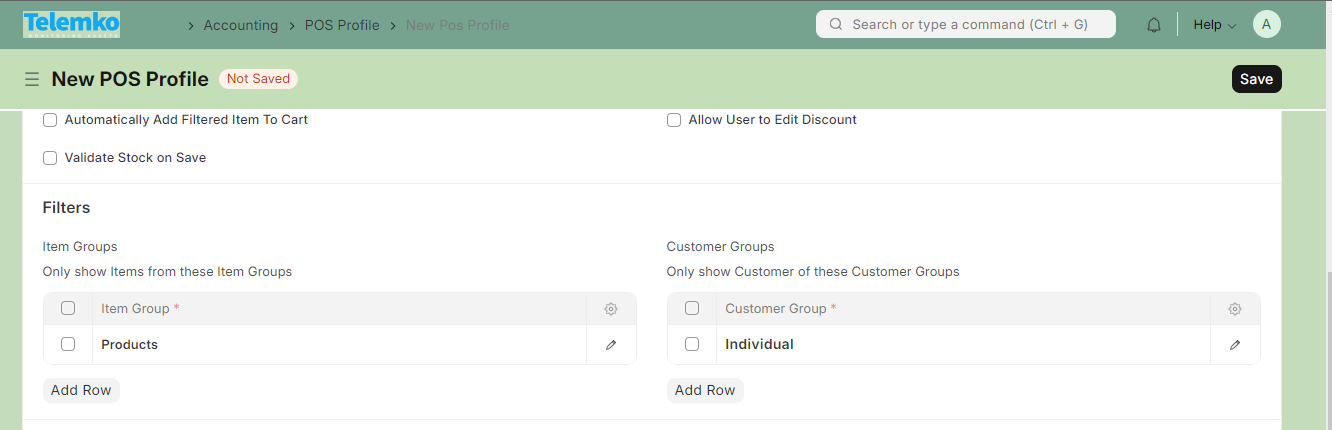 Telemko
Accounting POS Profile New Pos Profile
Search or type a command (Ctrl + G)
Help
A
New POS Profile Not Saved
Save
Automatically Add Filtered Item To Cart
Allow User to Edit Discount
Validate Stock on Save
Filters
Item Groups
Only show Items from these Item Groups
Item Group *
Products
Add Row
Customer Groups
Only show Customer of these Customer Groups
Customer Group *
Individual
Add Row